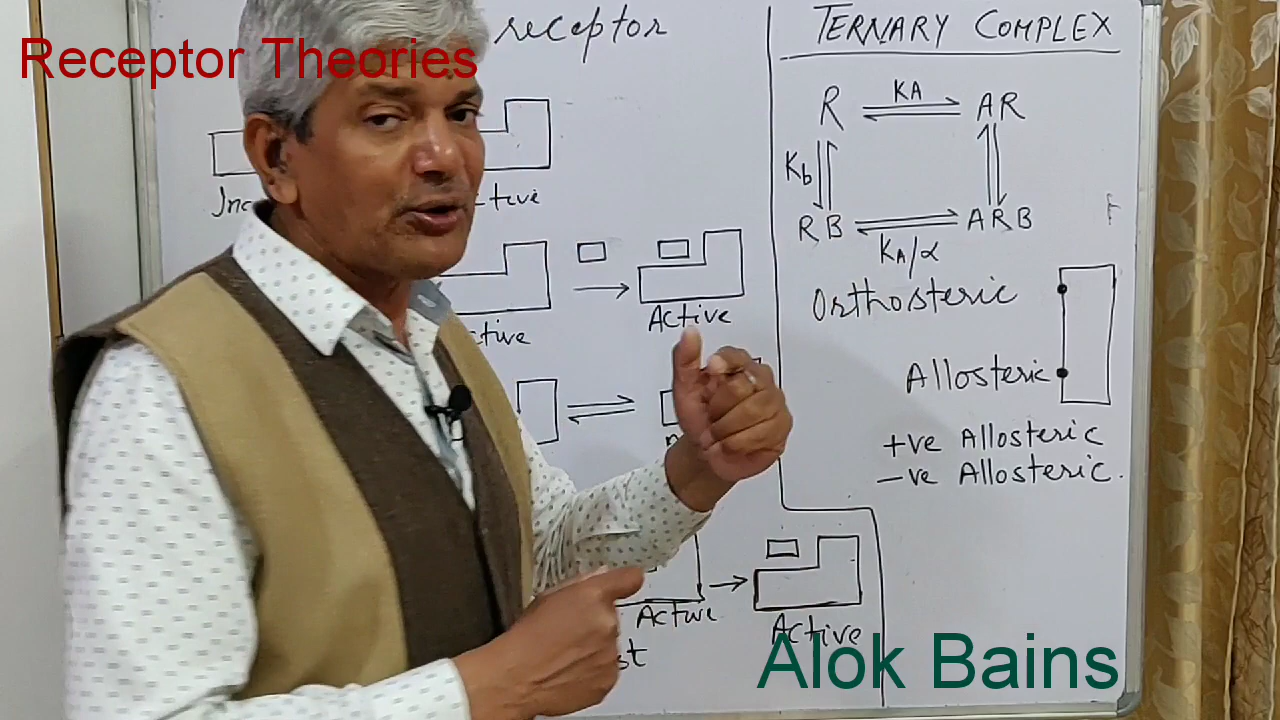 Receptor Theories
receptor
Active
Active
TERNARY COMPLEX
R KA AR
Kb
RB ARB
KA/α
Orthosteric
Allosteric
+ve Allosteric
-ve Allosteric.
Active
Alok Bains